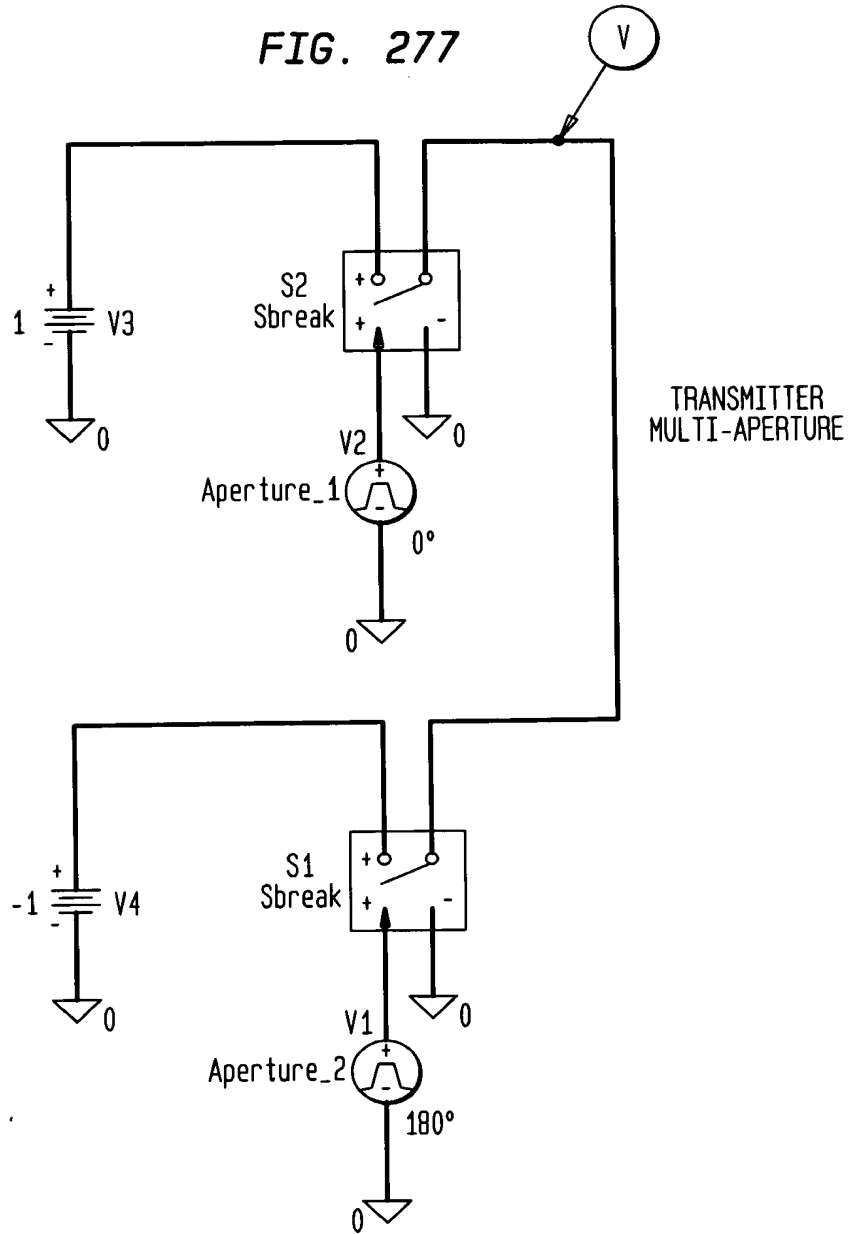 FIG. 277
V
+
1
V3
-
0
S2
Sbreak
+
+
-
0
V2
Aperture_1
+
-
0°
0
TRANSMITTER
MULTI-APERTURE
+
-1
V4
-
0
S1
Sbreak
+
+
-
0
V1
Aperture_2
+
-
180°
0